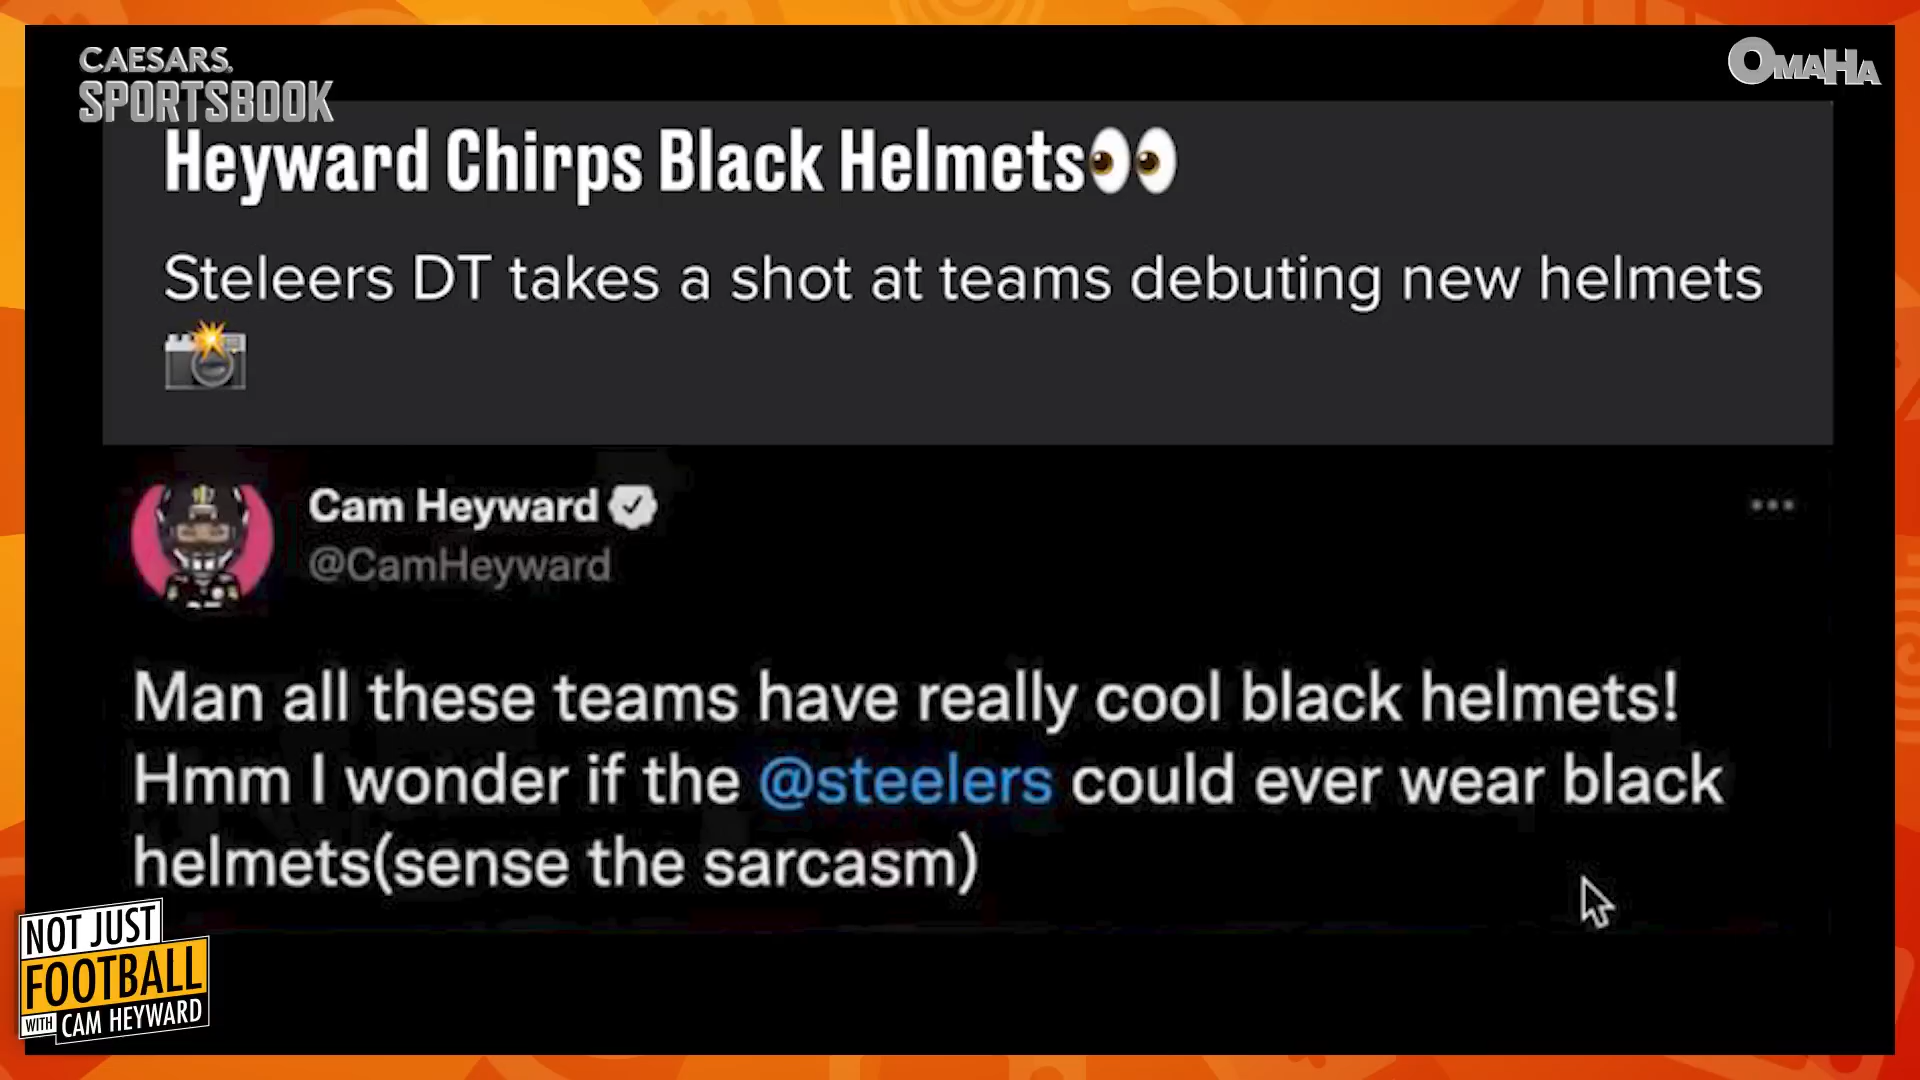 CAESARS
SPORTSBOOK
OMAHA
Heyward Chirps Black Helmets👀
Steleers DT takes a shot at teams debuting new helmets
📸
Cam Heyward
@CamHeyward
Man all these teams have really cool black helmets!
Hmm I wonder if the @steelers could ever wear black
helmets(sense the sarcasm)
NOT JUST
FOOTBALL
WITH CAM HEYWARD